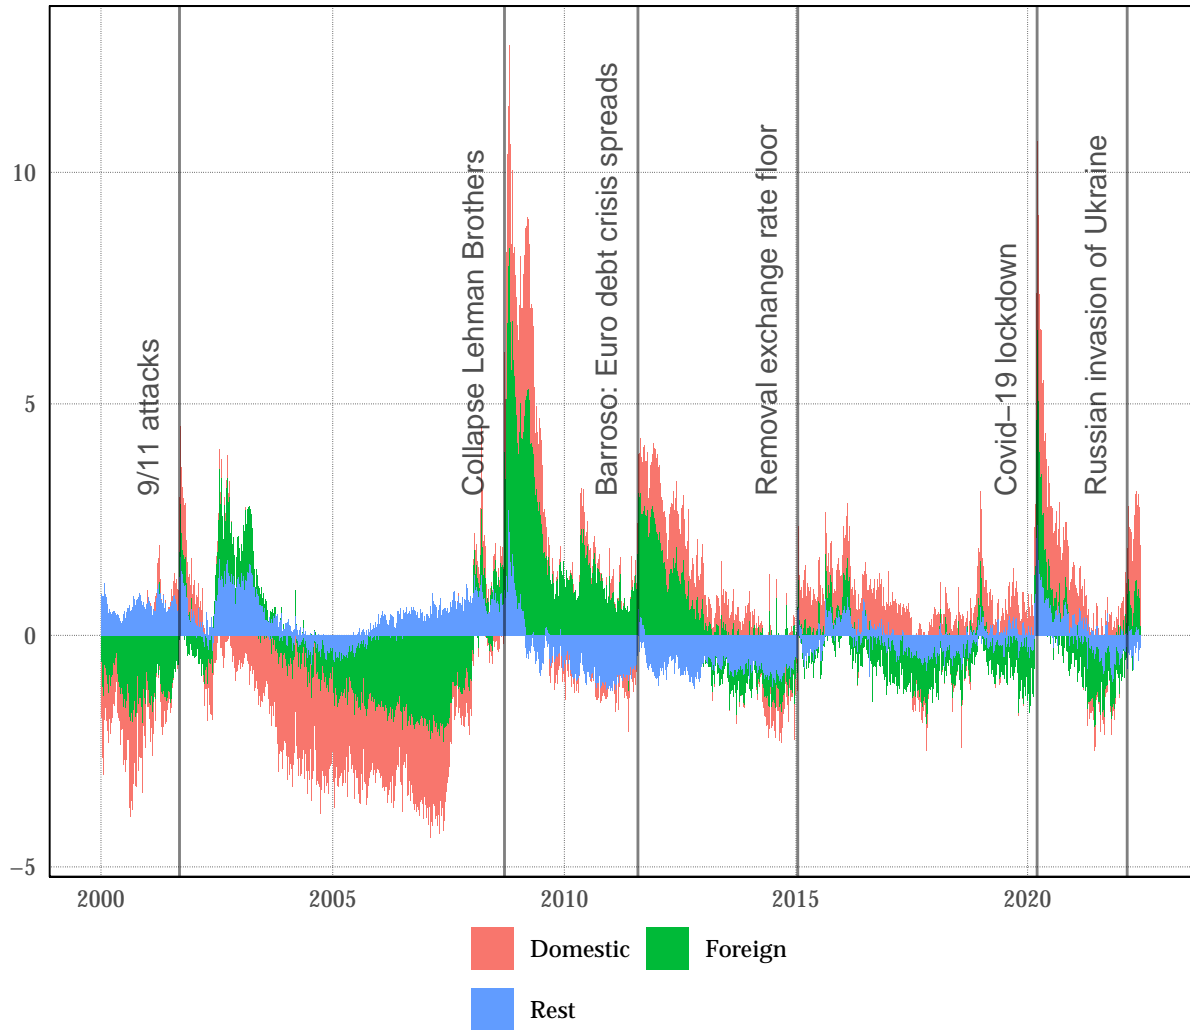 10
5
0
−5
9/11 attacks
Collapse Lehman Brothers
Barroso: Euro debt crisis spreads
Removal exchange rate floor
Covid−19 lockdown
Russian invasion of Ukraine
2000 2005 2010 2015 2020
Domestic Foreign
Rest